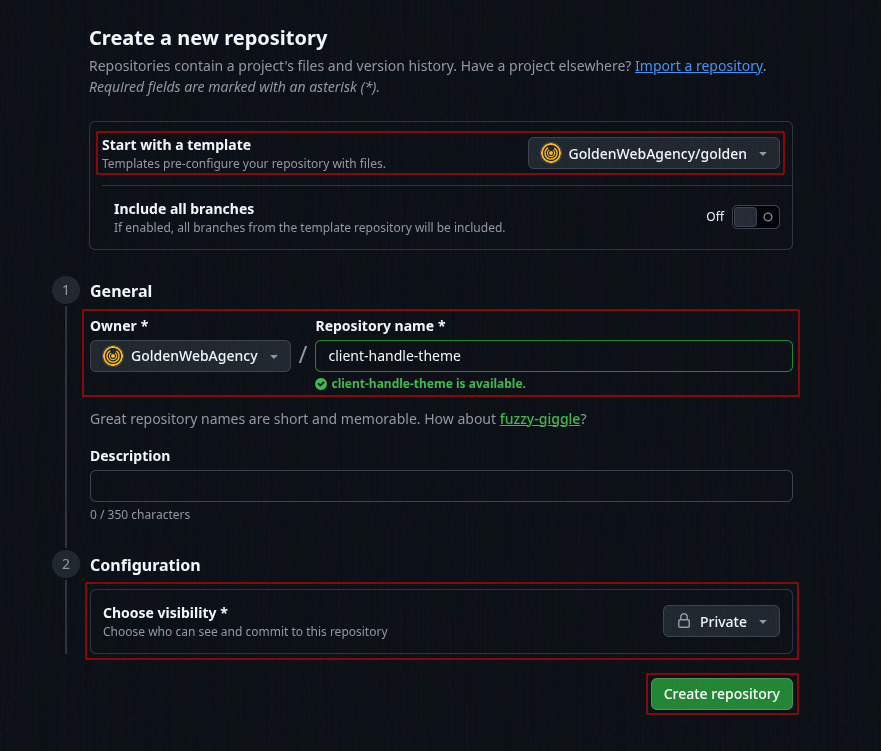 Create a new repository
Repositories contain a project's files and version history. Have a project elsewhere? Import a repository.
Required fields are marked with an asterisk (*).
Start with a template
Templates pre-configure your repository with files.
GoldenWebAgency/golden
Include all branches
If enabled, all branches from the template repository will be included.
Off
1
General
Owner *
Repository name *
GoldenWebAgency
/
client-handle-theme
client-handle-theme is available.
Great repository names are short and memorable. How about fuzzy-giggle?
Description
0 / 350 characters
2
Configuration
Choose visibility *
Choose who can see and commit to this repository
Private
Create repository